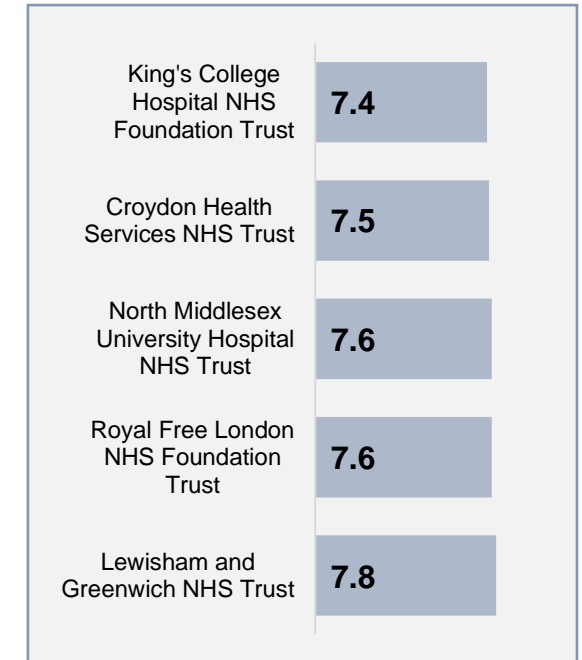 King's College
Hospital NHS
Foundation Trust
7.4
Croydon Health
Services NHS Trust
7.5
North Middlesex
University Hospital
NHS Trust
7.6
Royal Free London
NHS Foundation
Trust
7.6
Lewisham and
Greenwich NHS Trust
7.8